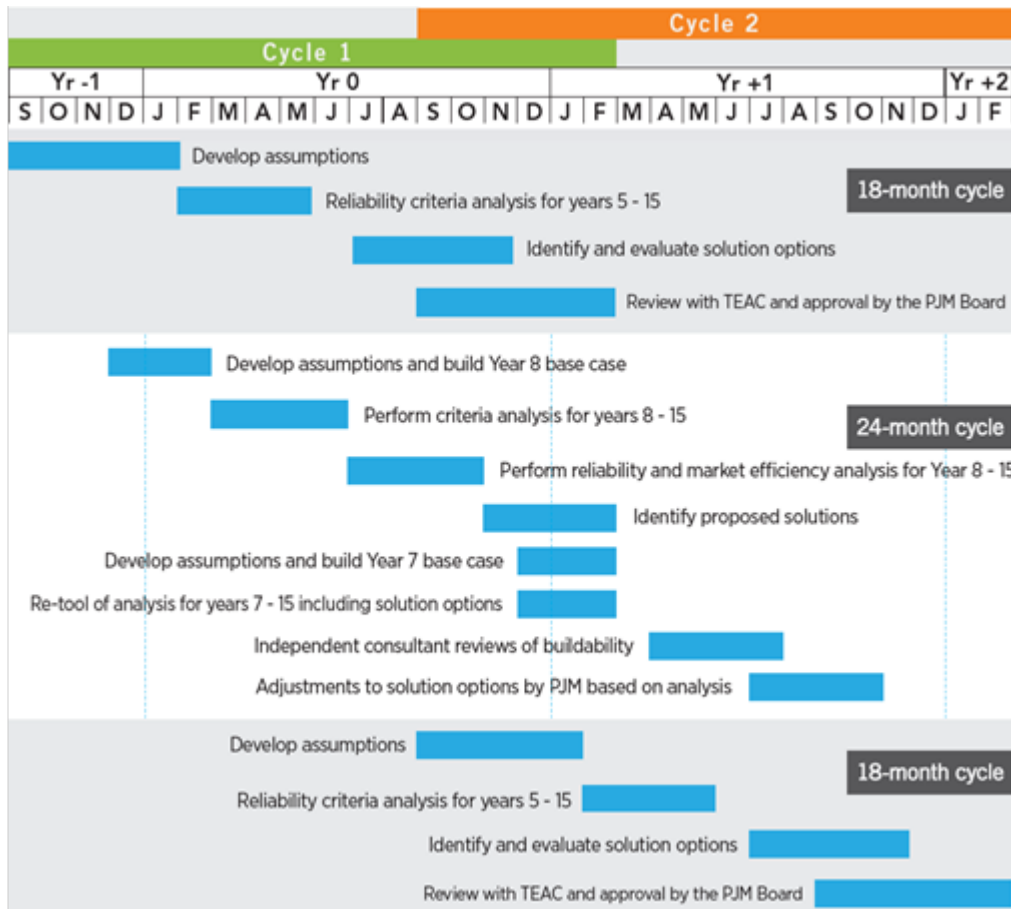 Cycle 2
Cycle 1
Yr -1 Yr 0 Yr +1 Yr +2
S O N D J F M A M J J A S O N D J F M A M J J A S O N D J F
Develop assumptions
18-month cycle
Reliability criteria analysis for years 5 - 15
Identify and evaluate solution options
Review with TEAC and approval by the PJM Board
Develop assumptions and build Year 8 base case
Perform criteria analysis for years 8 - 15
24-month cycle
Perform reliability and market efficiency analysis for Year 8 - 15
Identify proposed solutions
Develop assumptions and build Year 7 base case
Re-tool of analysis for years 7 - 15 including solution options
Independent consultant reviews of buildability
Adjustments to solution options by PJM based on analysis
Develop assumptions
18-month cycle
Reliability criteria analysis for years 5 - 15
Identify and evaluate solution options
Review with TEAC and approval by the PJM Board